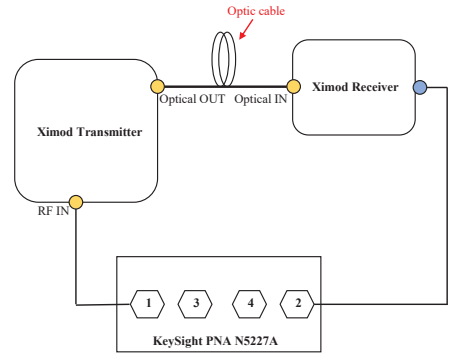 Optic cable
Optical OUT
Optical IN
Ximod Receiver
Ximod Transmitter
RF IN
1
3
4
2
KeySight PNA N5227A